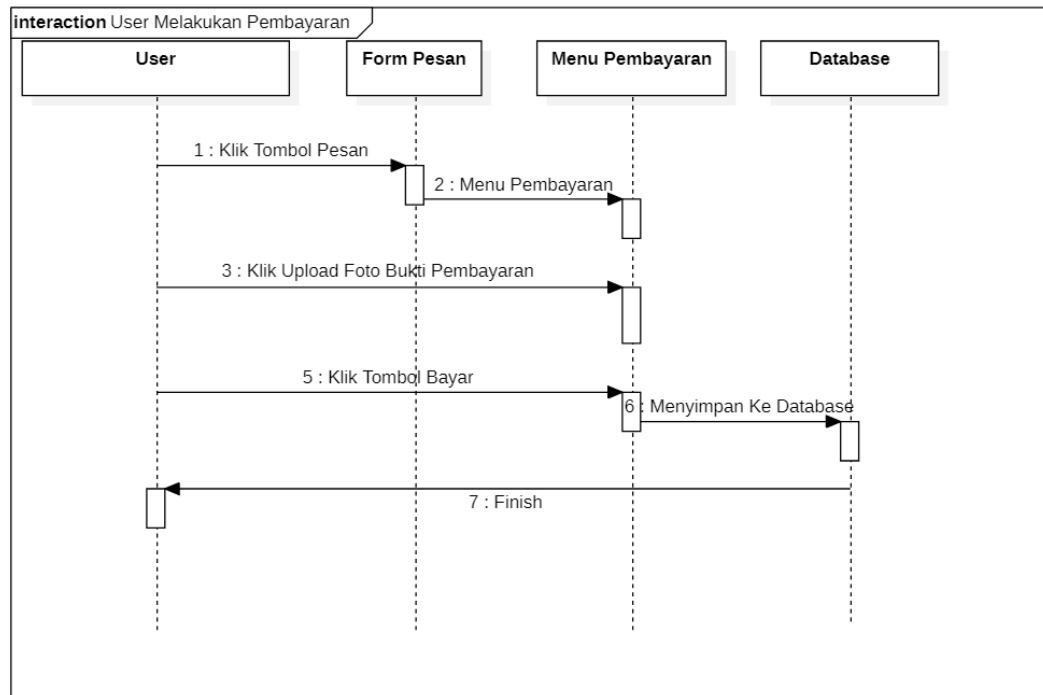 interaction User Melakukan Pembayaran
User
Form Pesan
Menu Pembayaran
Database
1 : Klik Tombol Pesan
2 : Menu Pembayaran
3 : Klik Upload Foto Bukti Pembayaran
5 : Klik Tombol Bayar
6 : Menyimpan Ke Database
7 : Finish